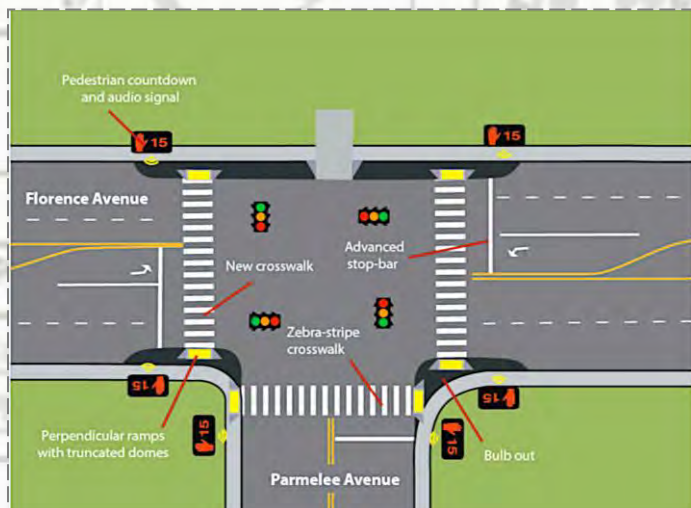 Pedestrian countdown
and audio signal
15
15
Florence Avenue
New crosswalk
Advanced
stop-bar
Zebra-stripe
crosswalk
15
15
15
15
Perpendicular ramps
with truncated domes
Bulb out
Parmelee Avenue